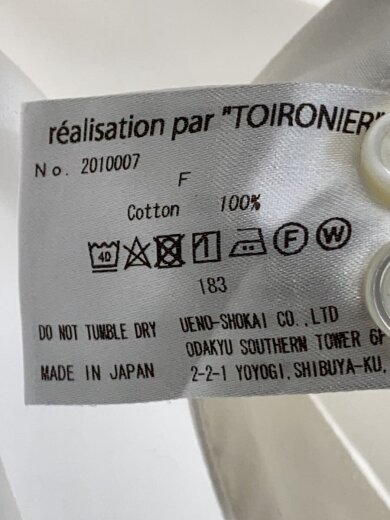 réalisation par "TOIRONIER"
No. 2010007
F
Cotton 100%
40 F W
183
DO NOT TUMBLE DRY UENO-SHOKAI CO.,LTD
ODAKYU SOUTHERN TOWER 6F
MADE IN JAPAN 2-2-1 YOYOGI,SHIBUYA-KU,